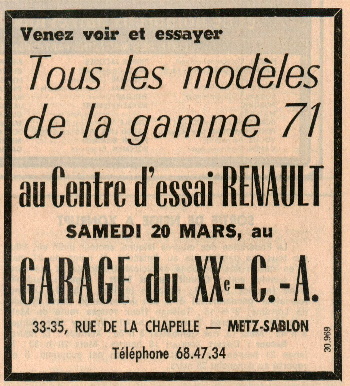 Venez voir et essayer
Tous les modèles
de la gamme 71
au Centre d'essai RENAULT
SAMEDI 20 MARS, au
GARAGE du XXe-C.-A.
33-35, RUE DE LA CHAPELLE — METZ-SABLON
Téléphone 68.47.34
30.969